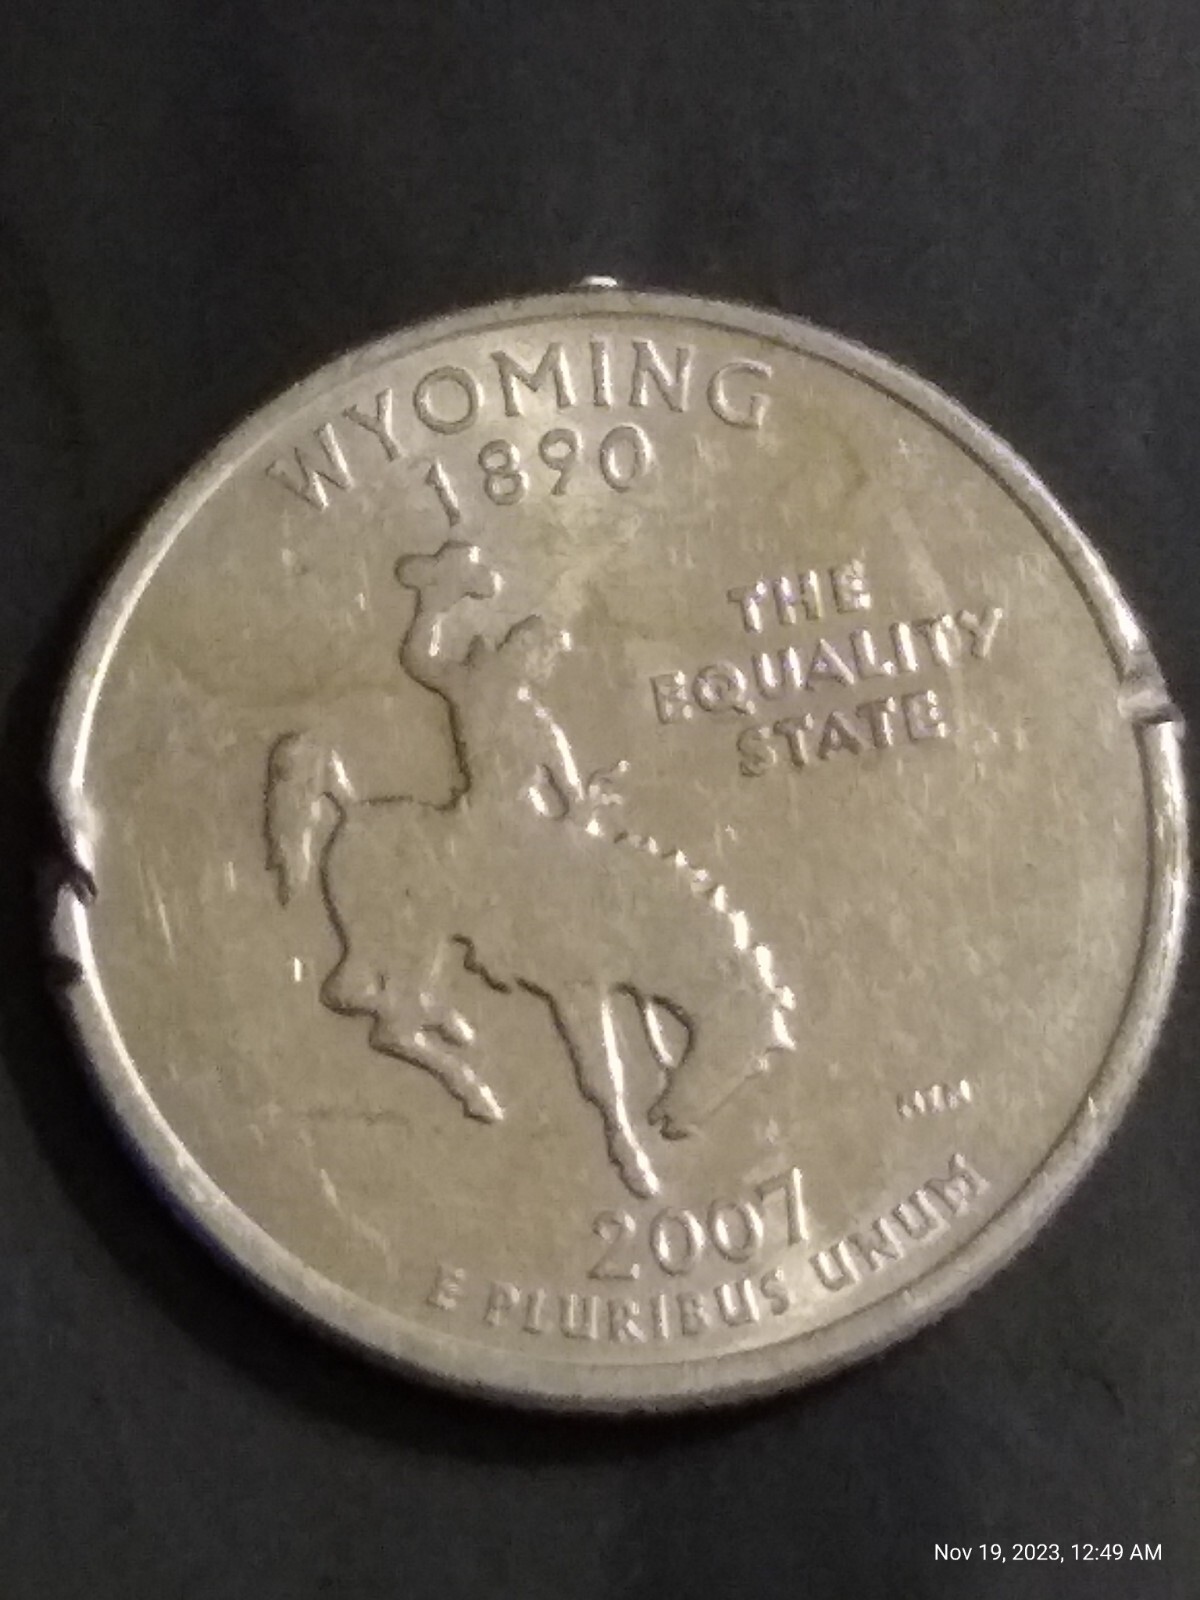 WYOMING
1890
THE
EQUALITY
STATE
2007
E PLURIBUS UNUM
Nov 19, 2023, 12:49 AM